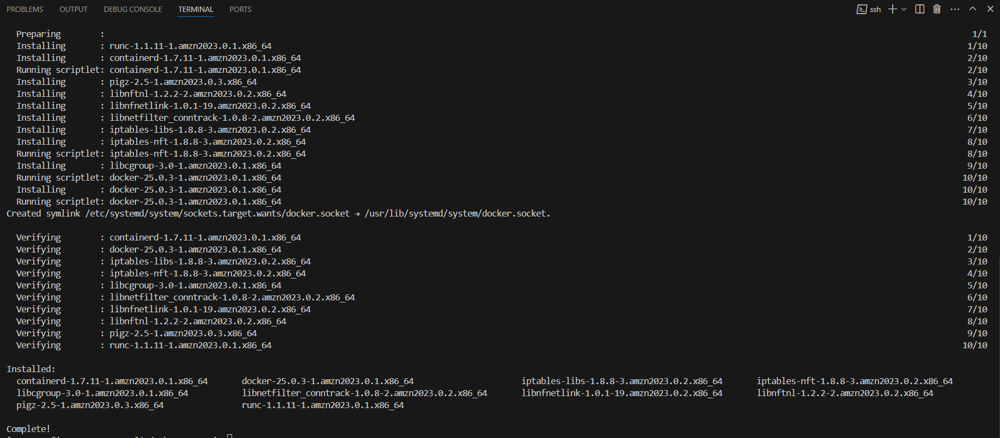 PROBLEMS OUTPUT DEBUG CONSOLE TERMINAL PORTS ssh
Preparing : 1/1
Installing : runc-1.1.11-1.amzn2023.0.1.x86_64 1/10
Installing : containerd-1.7.11-1.amzn2023.0.1.x86_64 2/10
Running scriptlet: containerd-1.7.11-1.amzn2023.0.1.x86_64 2/10
Installing : pigz-2.5-1.amzn2023.0.3.x86_64 3/10
Installing : libnftnl-1.2.2-2.amzn2023.0.2.x86_64 4/10
Installing : libnfnetlink-1.0.1-19.amzn2023.0.2.x86_64 5/10
Installing : libnetfilter_conntrack-1.0.8-2.amzn2023.0.2.x86_64 6/10
Installing : iptables-libs-1.8.8-3.amzn2023.0.2.x86_64 7/10
Installing : iptables-nft-1.8.8-3.amzn2023.0.2.x86_64 8/10
Running scriptlet: iptables-nft-1.8.8-3.amzn2023.0.2.x86_64 8/10
Installing : libcgroup-3.0-1.amzn2023.0.1.x86_64 9/10
Running scriptlet: docker-25.0.3-1.amzn2023.0.1.x86_64 10/10
Installing : docker-25.0.3-1.amzn2023.0.1.x86_64 10/10
Running scriptlet: docker-25.0.3-1.amzn2023.0.1.x86_64 10/10
Created symlink /etc/systemd/system/sockets.target.wants/docker.socket → /usr/lib/systemd/system/docker.socket.
Verifying : containerd-1.7.11-1.amzn2023.0.1.x86_64 1/10
Verifying : docker-25.0.3-1.amzn2023.0.1.x86_64 2/10
Verifying : iptables-libs-1.8.8-3.amzn2023.0.2.x86_64 3/10
Verifying : iptables-nft-1.8.8-3.amzn2023.0.2.x86_64 4/10
Verifying : libcgroup-3.0-1.amzn2023.0.1.x86_64 5/10
Verifying : libnetfilter_conntrack-1.0.8-2.amzn2023.0.2.x86_64 6/10
Verifying : libnfnetlink-1.0.1-19.amzn2023.0.2.x86_64 7/10
Verifying : libnftnl-1.2.2-2.amzn2023.0.2.x86_64 8/10
Verifying : pigz-2.5-1.amzn2023.0.3.x86_64 9/10
Verifying : runc-1.1.11-1.amzn2023.0.1.x86_64 10/10
Installed:
containerd-1.7.11-1.amzn2023.0.1.x86_64 docker-25.0.3-1.amzn2023.0.1.x86_64 iptables-libs-1.8.8-3.amzn2023.0.2.x86_64 iptables-nft-1.8.8-3.amzn2023.0.2.x86_64
libcgroup-3.0-1.amzn2023.0.1.x86_64 libnetfilter_conntrack-1.0.8-2.amzn2023.0.2.x86_64 libnfnetlink-1.0.1-19.amzn2023.0.2.x86_64 libnftnl-1.2.2-2.amzn2023.0.2.x86_64
pigz-2.5-1.amzn2023.0.3.x86_64 runc-1.1.11-1.amzn2023.0.1.x86_64
Complete!